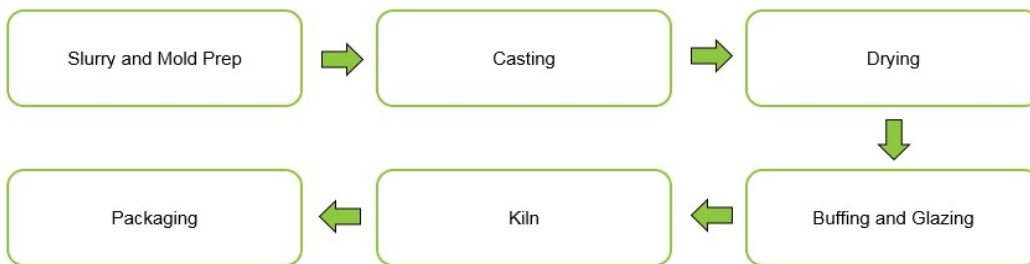 Slurry and Mold Prep
Casting
Drying
Buffing and Glazing
Kiln
Packaging